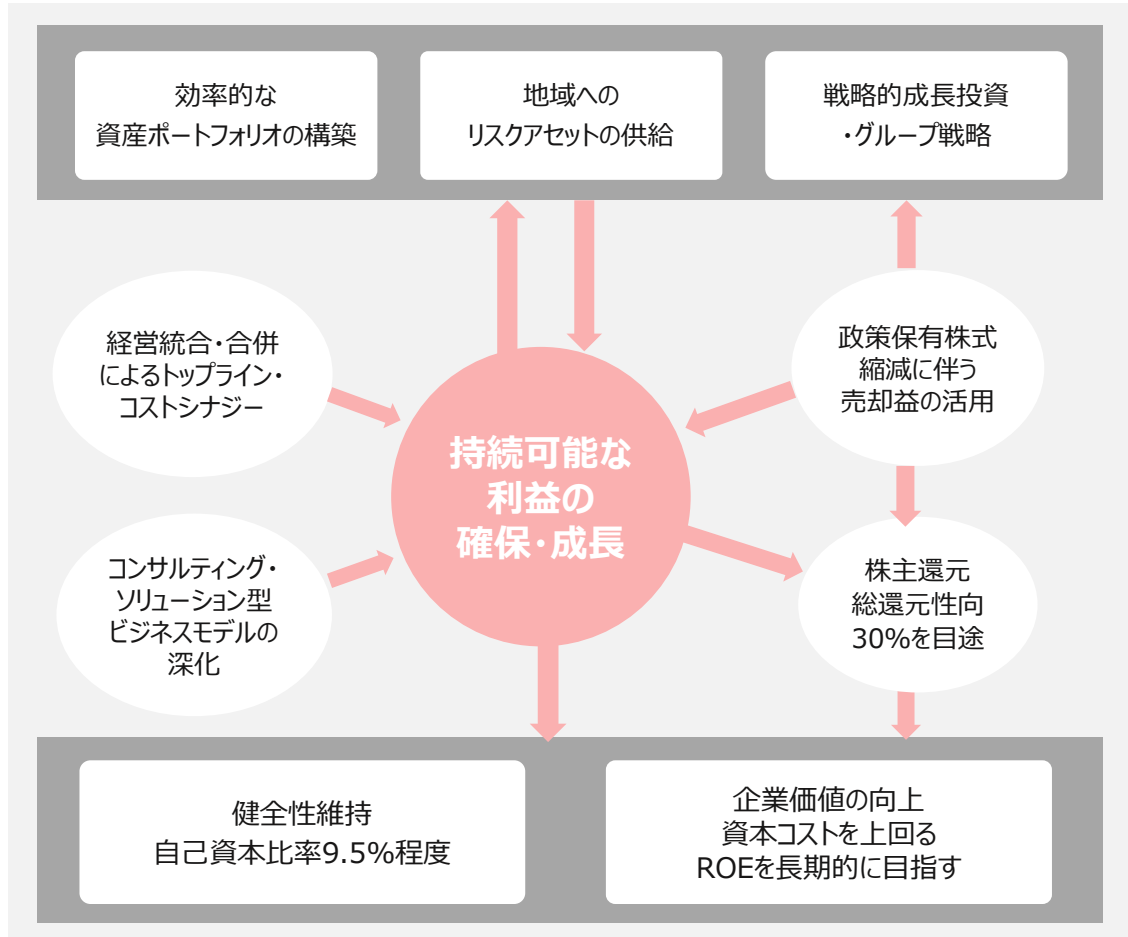 効率的な
資産ポートフォリオの構築
地域への
リスクアセットの供給
戦略的成長投資
・グループ戦略
経営統合・合併
によるトップライン・
コストシナジー
政策保有株式
縮減に伴う
売却益の活用
持続可能な
利益の
確保・成長
コンサルティング・
ソリューション型
ビジネスモデルの
深化
株主還元
総還元性向
30%を目途
健全性維持
自己資本比率9.5%程度
企業価値の向上
資本コストを上回る
ROEを長期的に目指す